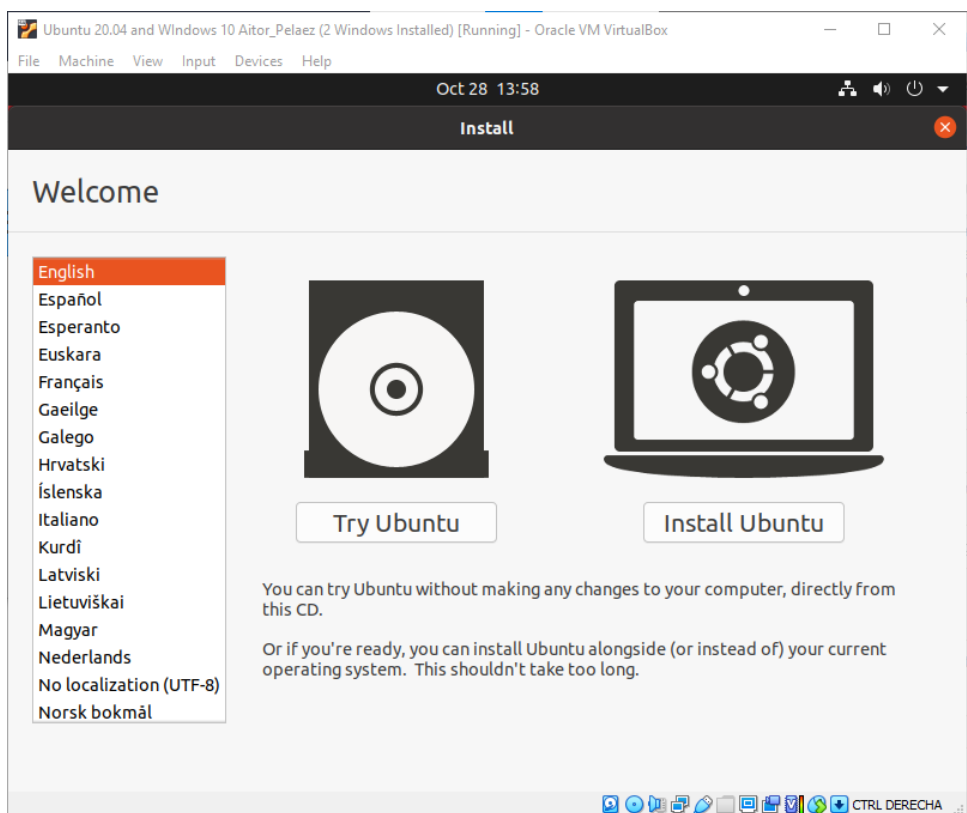 Ubuntu 20.04 and WIndows 10 Aitor_Pelaez (2 Windows Installed) [Running] - Oracle VM VirtualBox
File Machine View Input Devices Help
Oct 28 13:58
Install
Welcome
English
Español
Esperanto
Euskara
Français
Gaeilge
Galego
Hrvatski
Íslenska
Italiano
Kurdî
Latviski
Lietuviškai
Magyar
Nederlands
No localization (UTF-8)
Norsk bokmål
Try Ubuntu
Install Ubuntu
You can try Ubuntu without making any changes to your computer, directly from
this CD.
Or if you're ready, you can install Ubuntu alongside (or instead of) your current
operating system. This shouldn't take too long.
CTRL DERECHA